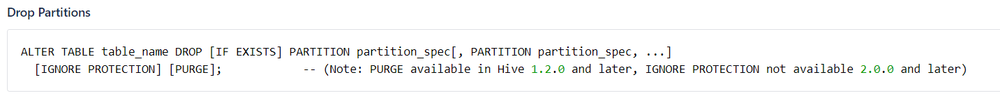 Drop Partitions
ALTER TABLE table_name DROP [IF EXISTS] PARTITION partition_spec[, PARTITION partition_spec, ...]
[IGNORE PROTECTION] [PURGE]; -- (Note: PURGE available in Hive 1.2.0 and later, IGNORE PROTECTION not available 2.0.0 and later)